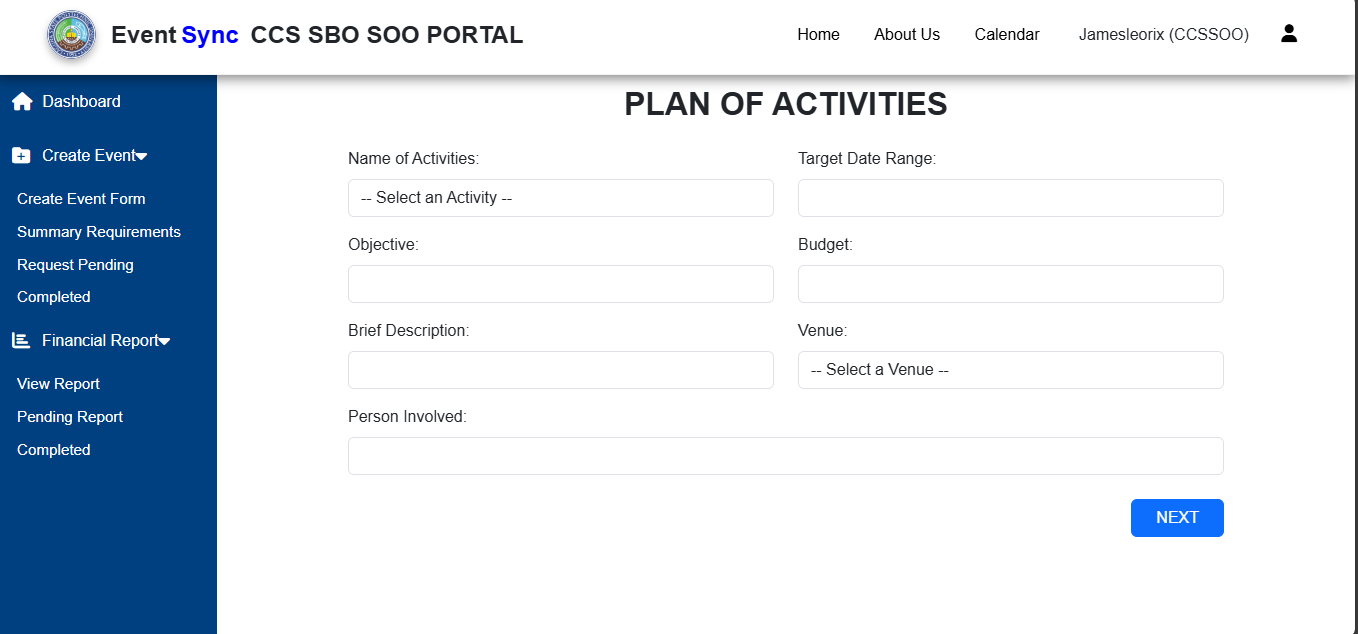 Event Sync CCS SBO SOO PORTAL
Home About Us Calendar Jamesleorix (CCSSOO)
Dashboard
Create Event
Create Event Form
Summary Requirements
Request Pending
Completed
Financial Report
View Report
Pending Report
Completed
PLAN OF ACTIVITIES
Name of Activities:
-- Select an Activity --
Target Date Range:
Objective:
Budget:
Brief Description:
Venue:
-- Select a Venue --
Person Involved:
NEXT